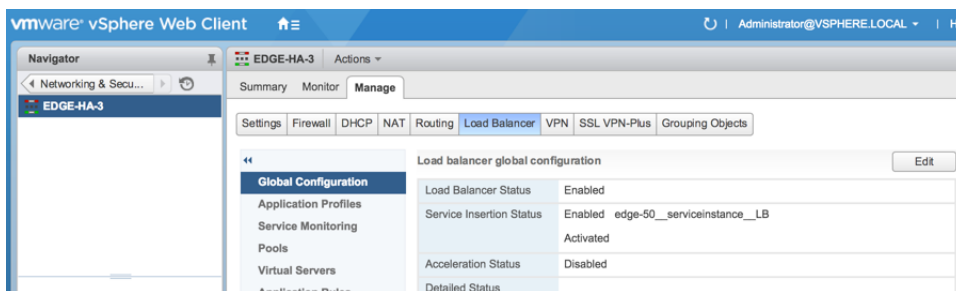 vmware® vSphere Web Client
Administrator@VSPHERE.LOCAL
Navigator
Networking & Secu...
EDGE-HA-3
EDGE-HA-3 Actions
Summary Monitor Manage
Settings Firewall DHCP NAT Routing Load Balancer VPN SSL VPN-Plus Grouping Objects
Global Configuration
Application Profiles
Service Monitoring
Pools
Virtual Servers
Application Rules
Load balancer global configuration Edit
Load Balancer Status Enabled
Service Insertion Status Enabled edge-50__serviceinstance__LB
Activated
Acceleration Status Disabled
Detailed Status